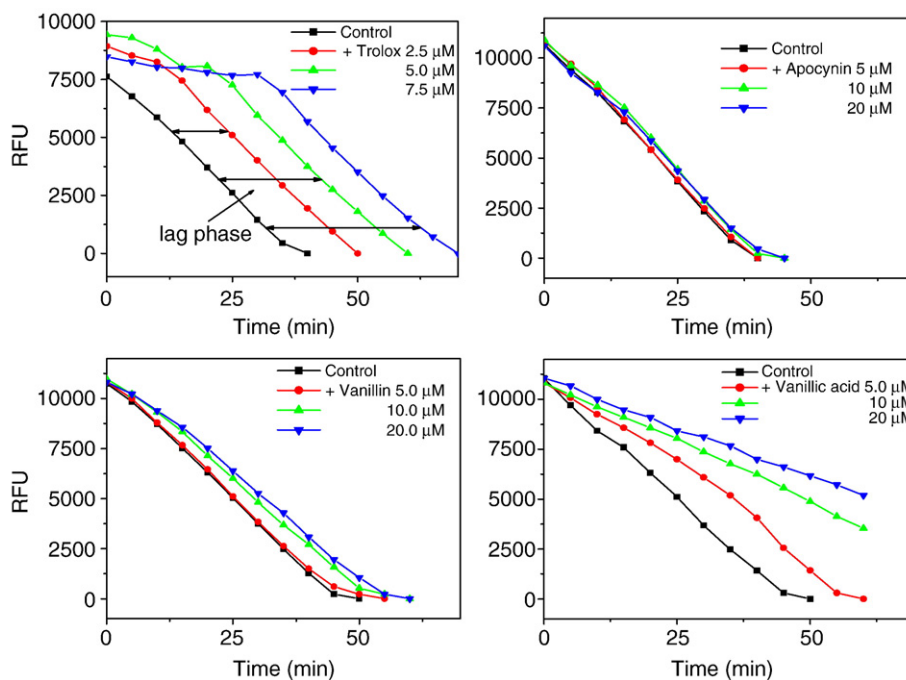 10000
7500
5000
2500
0
RFU
Control
+ Trolox 2.5 µM
5.0 µM
7.5 µM
lag phase
0
25
50
Time (min)
10000
7500
5000
2500
0
Control
+ Apocynin 5 µM
10 µM
20 µM
0
25
50
Time (min)
10000
7500
5000
2500
0
RFU
Control
+ Vanillin 5.0 µM
10.0 µM
20.0 µM
0
25
50
Time (min)
10000
7500
5000
2500
0
Control
+ Vanillic acid 5.0 µM
10 µM
20 µM
0
25
50
Time (min)